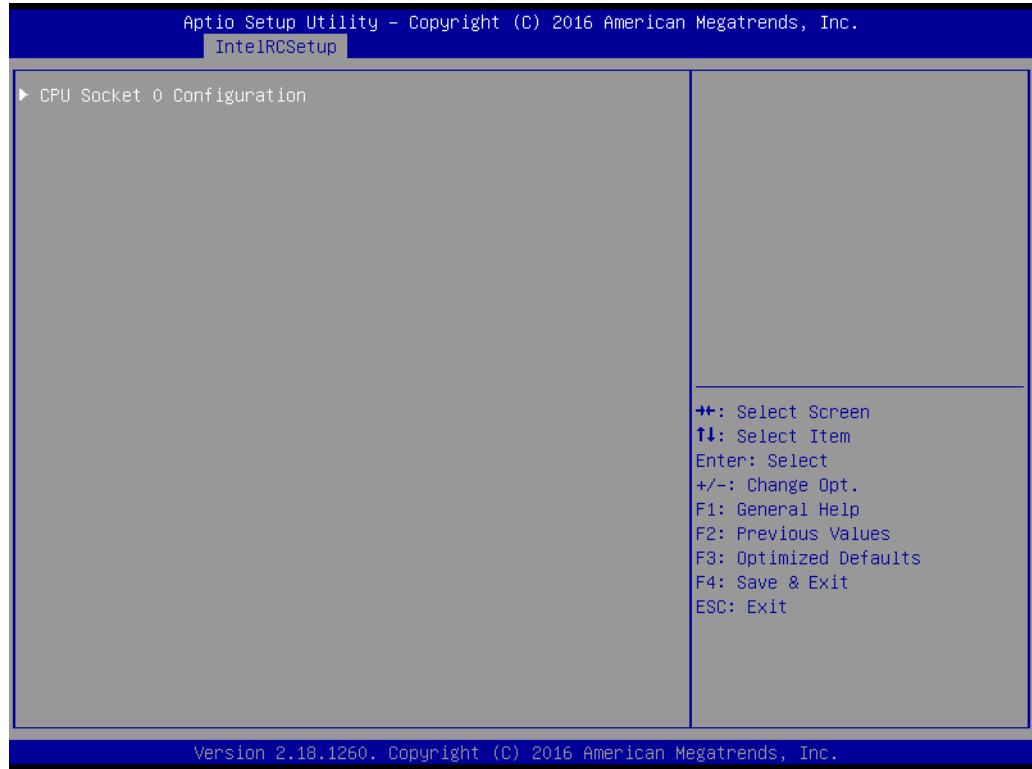 Aptio Setup Utility – Copyright (C) 2016 American Megatrends, Inc.
IntelRCSetup
▶ CPU Socket 0 Configuration
→←: Select Screen
↑↓: Select Item
Enter: Select
+/-: Change Opt.
F1: General Help
F2: Previous Values
F3: Optimized Defaults
F4: Save & Exit
ESC: Exit
Version 2.18.1260. Copyright (C) 2016 American Megatrends, Inc.